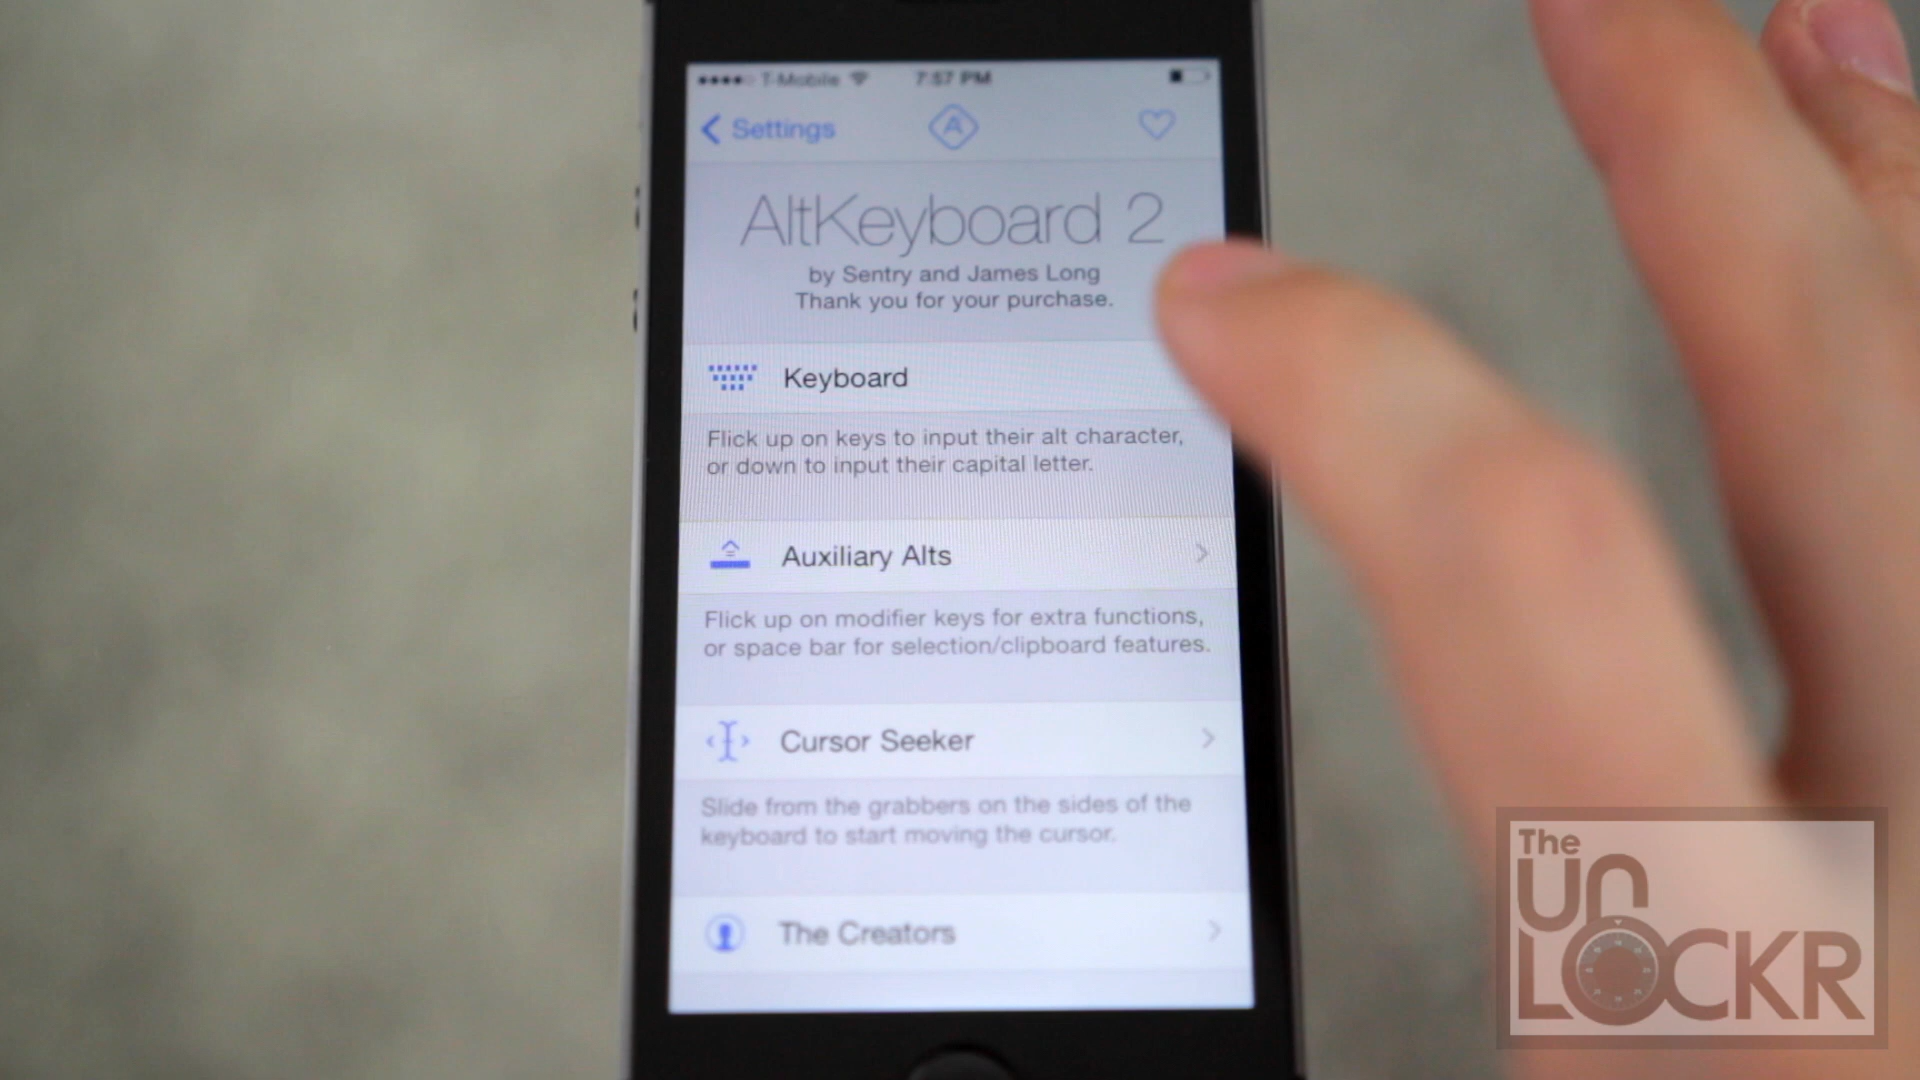 T-Mobile 7:57 PM
Settings
A
AltKeyboard 2
by Sentry and James Long
Thank you for your purchase.
Keyboard
Flick up on keys to input their alt character,
or down to input their capital letter.
Auxiliary Alts
Flick up on modifier keys for extra functions,
or space bar for selection/clipboard features.
Cursor Seeker
Slide from the grabbers on the sides of the
keyboard to start moving the cursor.
The Creators
The
UN
LOCKR